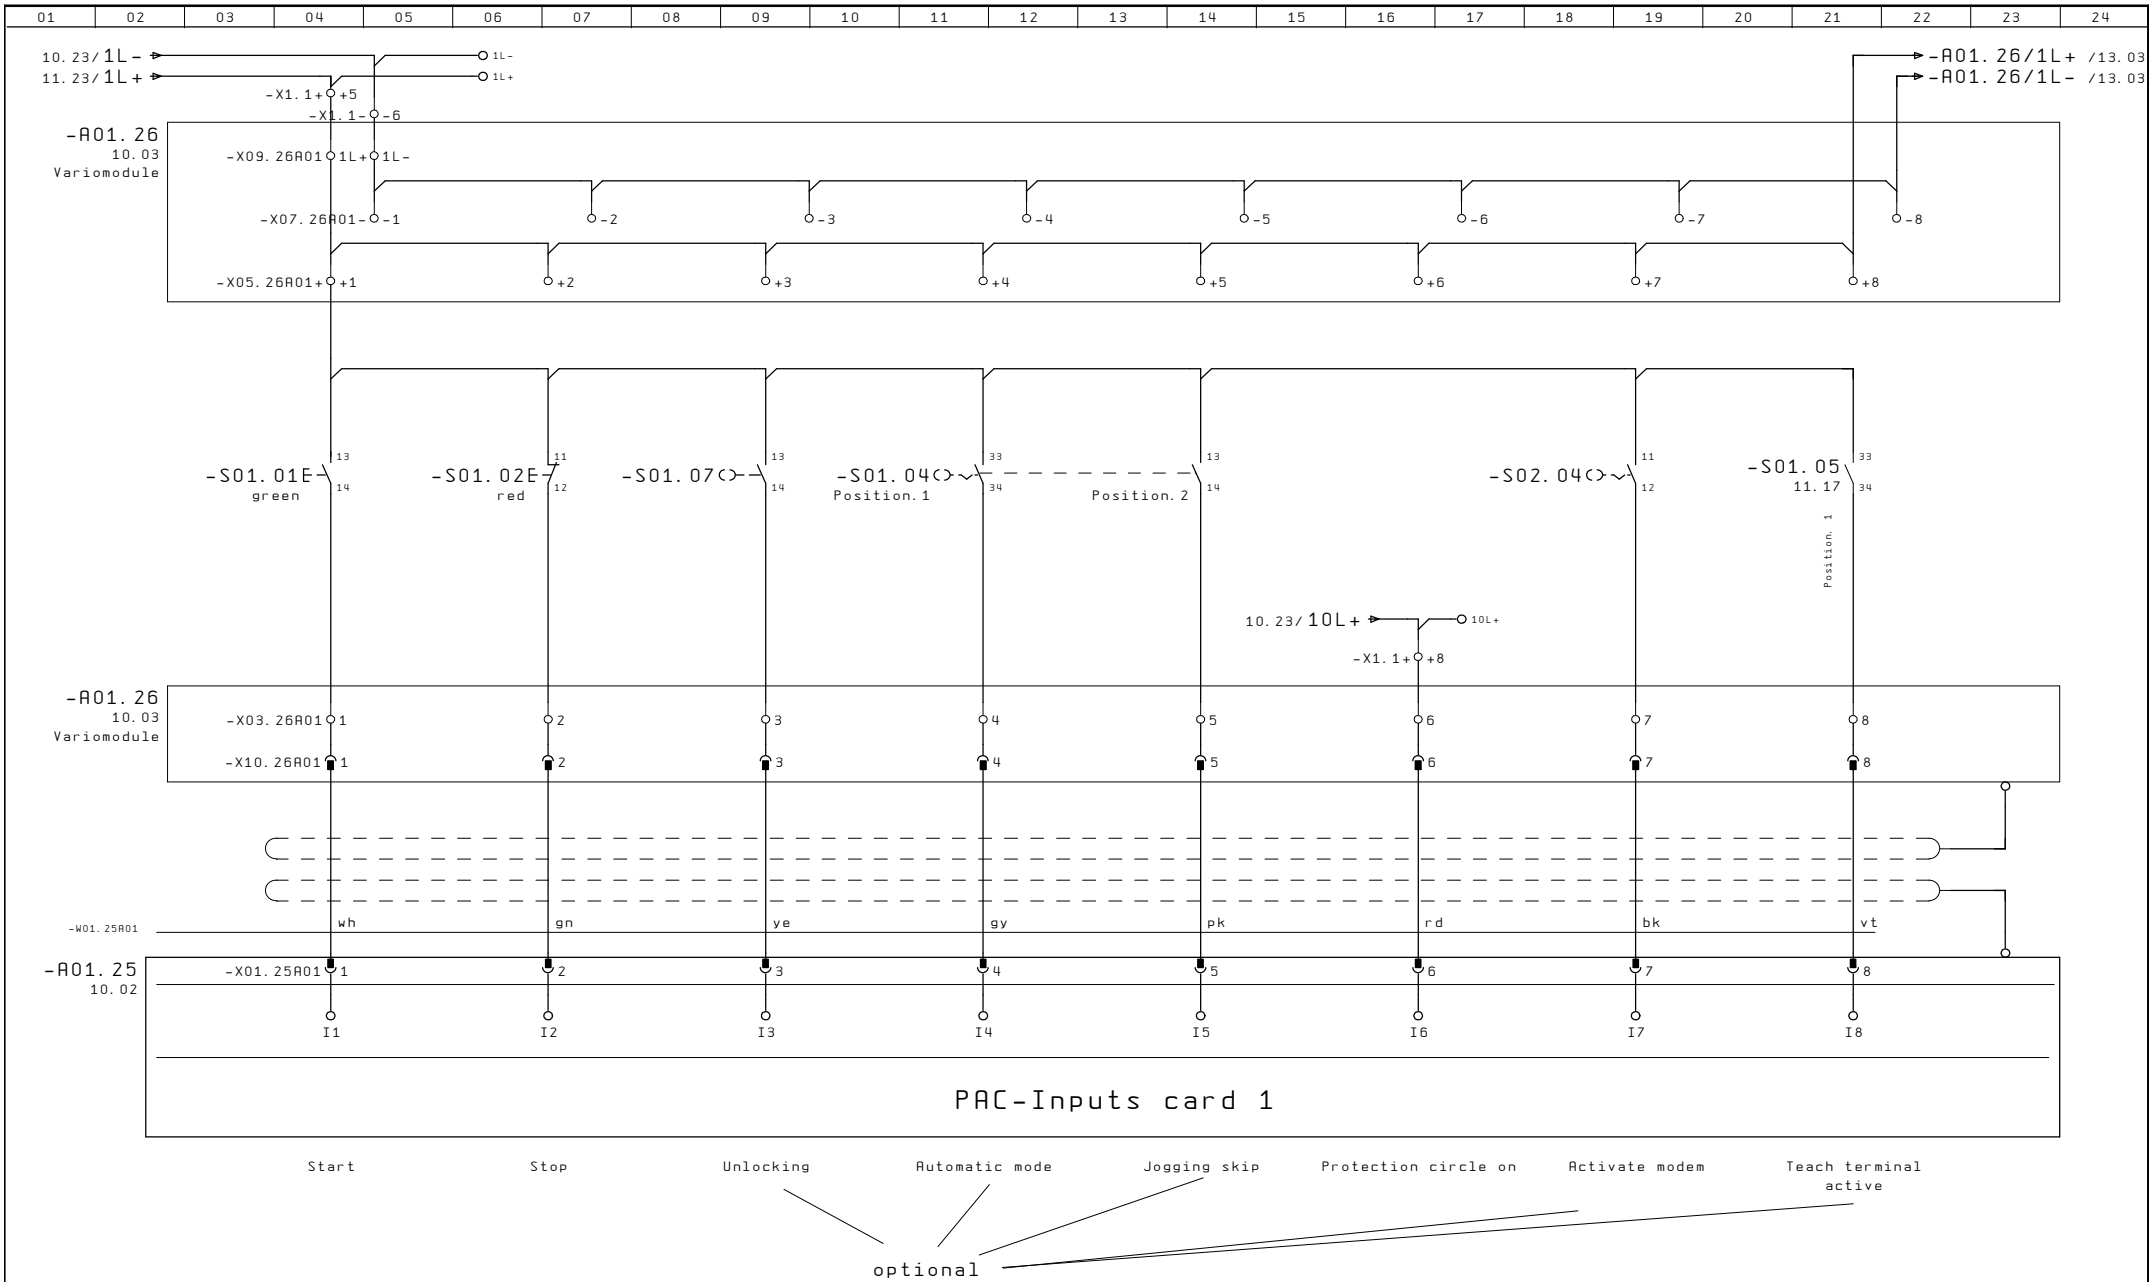 01 02 03 04 05 06 07 08 09 10 11 12 13 14 15 16 17 18 19 20 21 22 23 24
10.23/1L- 1L- -A01.26/1L+ /13.03
11.23/1L+ 1L+ -A01.26/1L- /13.03
-X1.1+ +5
-X1.1- -6
-A01.26
10.03 -X09.26A01 1L+ 1L-
Variomodule
-X07.26A01- -1 -2 -3 -4 -5 -6 -7 -8
-X05.26A01+ +1 +2 +3 +4 +5 +6 +7 +8
13 11 13 33 13 11 33
-S01.01E -S01.02E -S01.07 -S01.04 -S02.04 -S01.05
14 12 14 34 14 12 11.17 34
green red Position.1 Position.2
Position. 1
10.23/10L+ 10L+
-X1.1+ +8
-A01.26
10.03 -X03.26A01 1 2 3 4 5 6 7 8
Variomodule
-X10.26A01 1 2 3 4 5 6 7 8
wh gn ye gy pk rd bk vt
-W01.25A01
-A01.25 -X01.25A01 1 2 3 4 5 6 7 8
10.02
I1 I2 I3 I4 I5 I6 I7 I8
PAC-Inputs card 1
Start Stop Unlocking Automatic mode Jogging skip Protection circle on Activate modem Teach terminal
active
optional